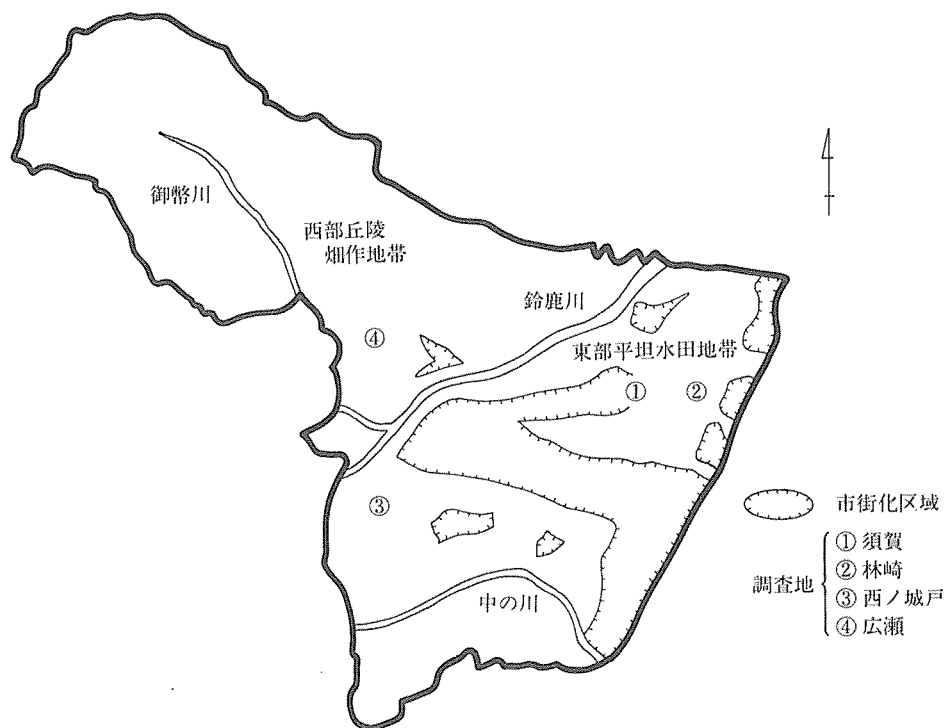 御幣川
西部丘陵
畑作地帯
鈴鹿川
④
東部平坦水田地帯
①
②
③
中の川
市街化区域
調査地
① 須賀
② 林崎
③ 西ノ城戸
④ 広瀬